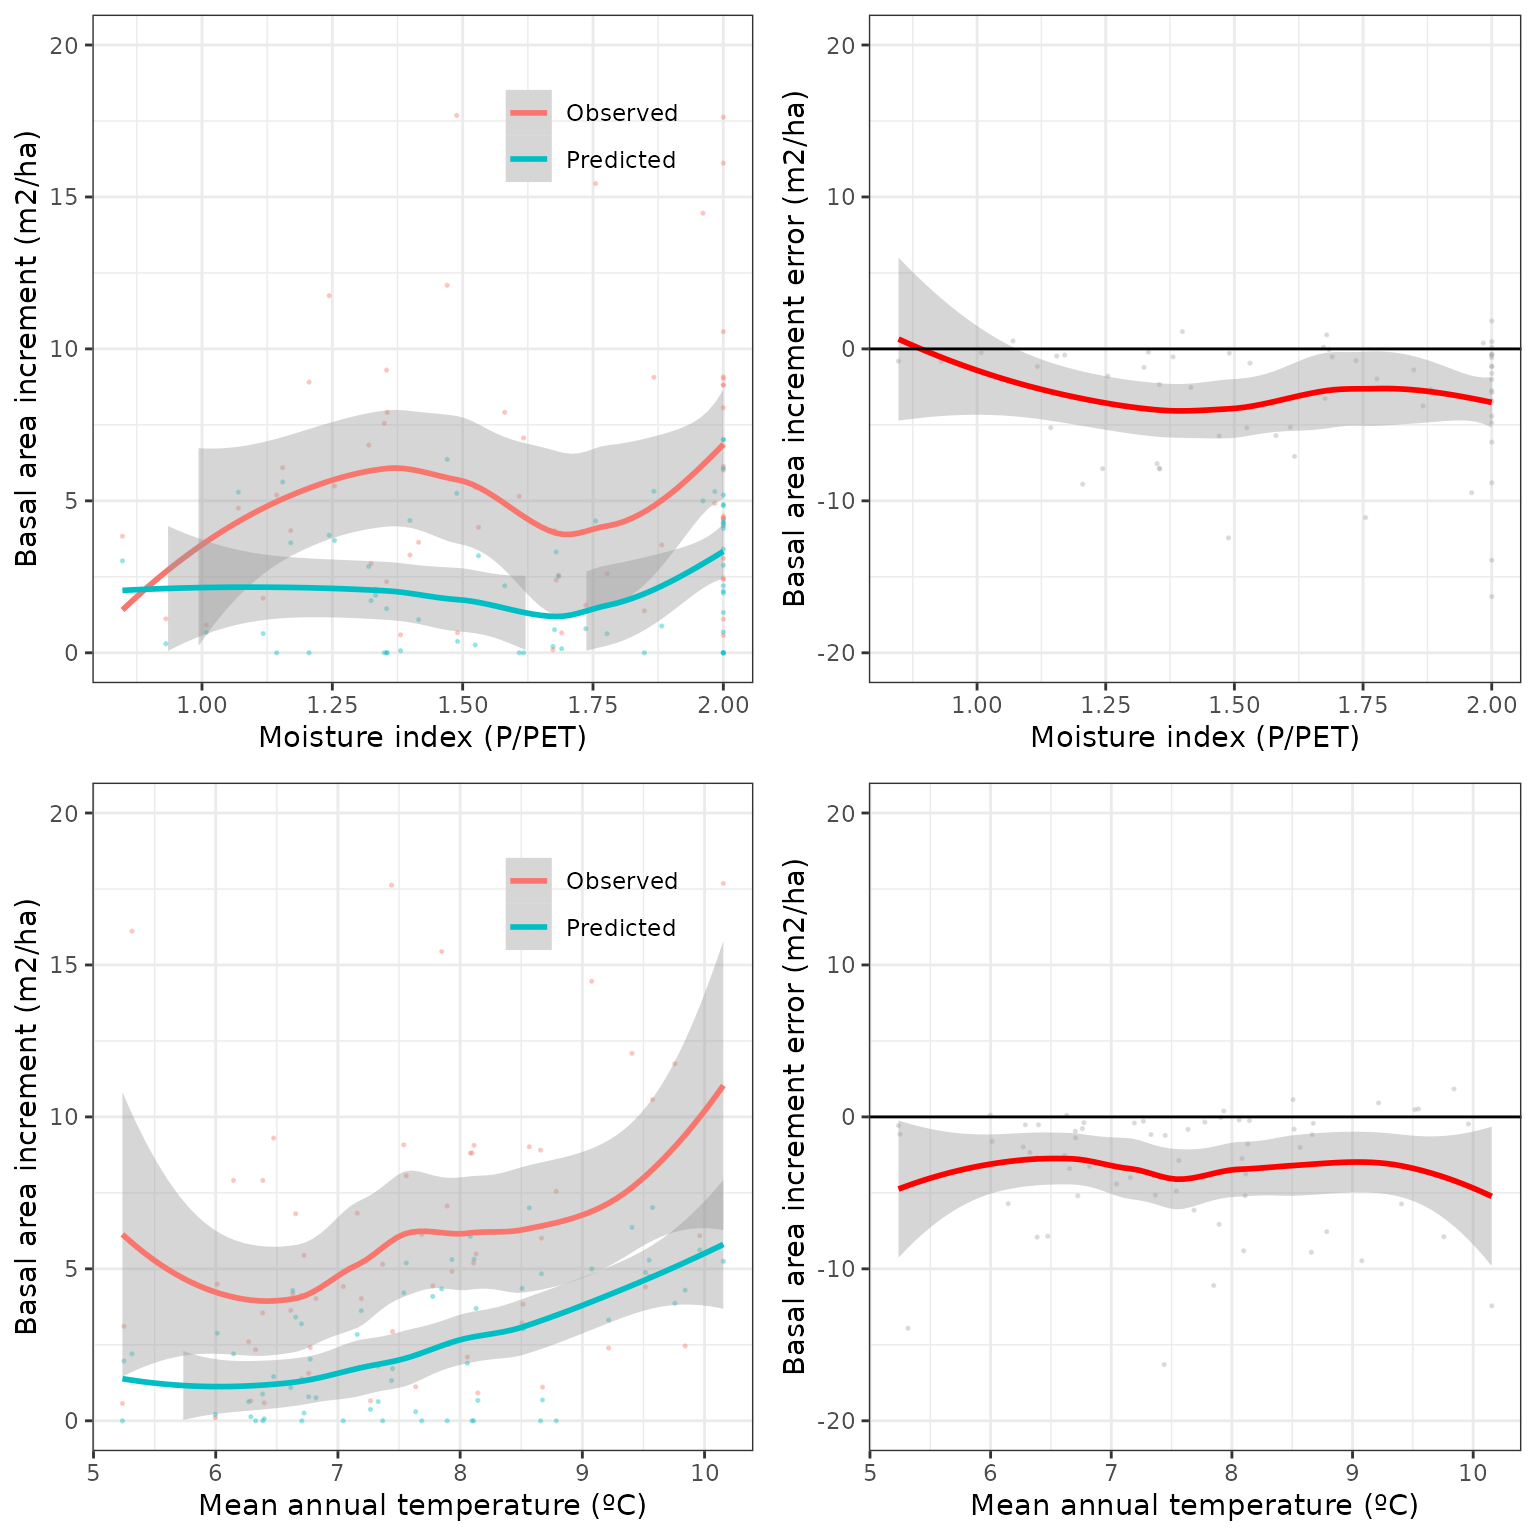 Basal area increment (m2/ha)
20
15
10
5
0
Observed
Predicted
1.00 1.25 1.50 1.75 2.00
Moisture index (P/PET)
Basal area increment error (m2/ha)
20
10
0
-10
-20
1.00 1.25 1.50 1.75 2.00
Moisture index (P/PET)
Basal area increment (m2/ha)
20
15
10
5
0
Observed
Predicted
5 6 7 8 9 10
Mean annual temperature (ºC)
Basal area increment error (m2/ha)
20
10
0
-10
-20
5 6 7 8 9 10
Mean annual temperature (ºC)